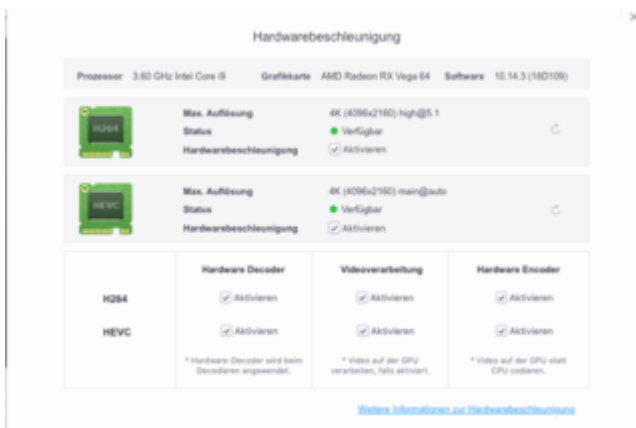 Hardwarebeschleunigung
Prozessor 3.60 GHz Intel Core i9 Grafikkarte AMD Radeon RX Vega 64 Software 10.14.3 (18D109)
H264
Max. Auflösung 4K (4096x2160) high@5.1
Status Verfügbar
Hardwarebeschleunigung Aktivieren
HEVC
Max. Auflösung 4K (4096x2160) main@auto
Status Verfügbar
Hardwarebeschleunigung Aktivieren
Hardware Decoder Videoverarbeitung Hardware Encoder
H264 Aktivieren Aktivieren Aktivieren
HEVC Aktivieren Aktivieren Aktivieren
* Hardware-Decoder wird beim * Video auf der GPU * Video auf der GPU statt
Decodieren angewendet. verarbeiten, falls aktiviert. CPU codieren.
Weitere Informationen zur Hardwarebeschleunigung